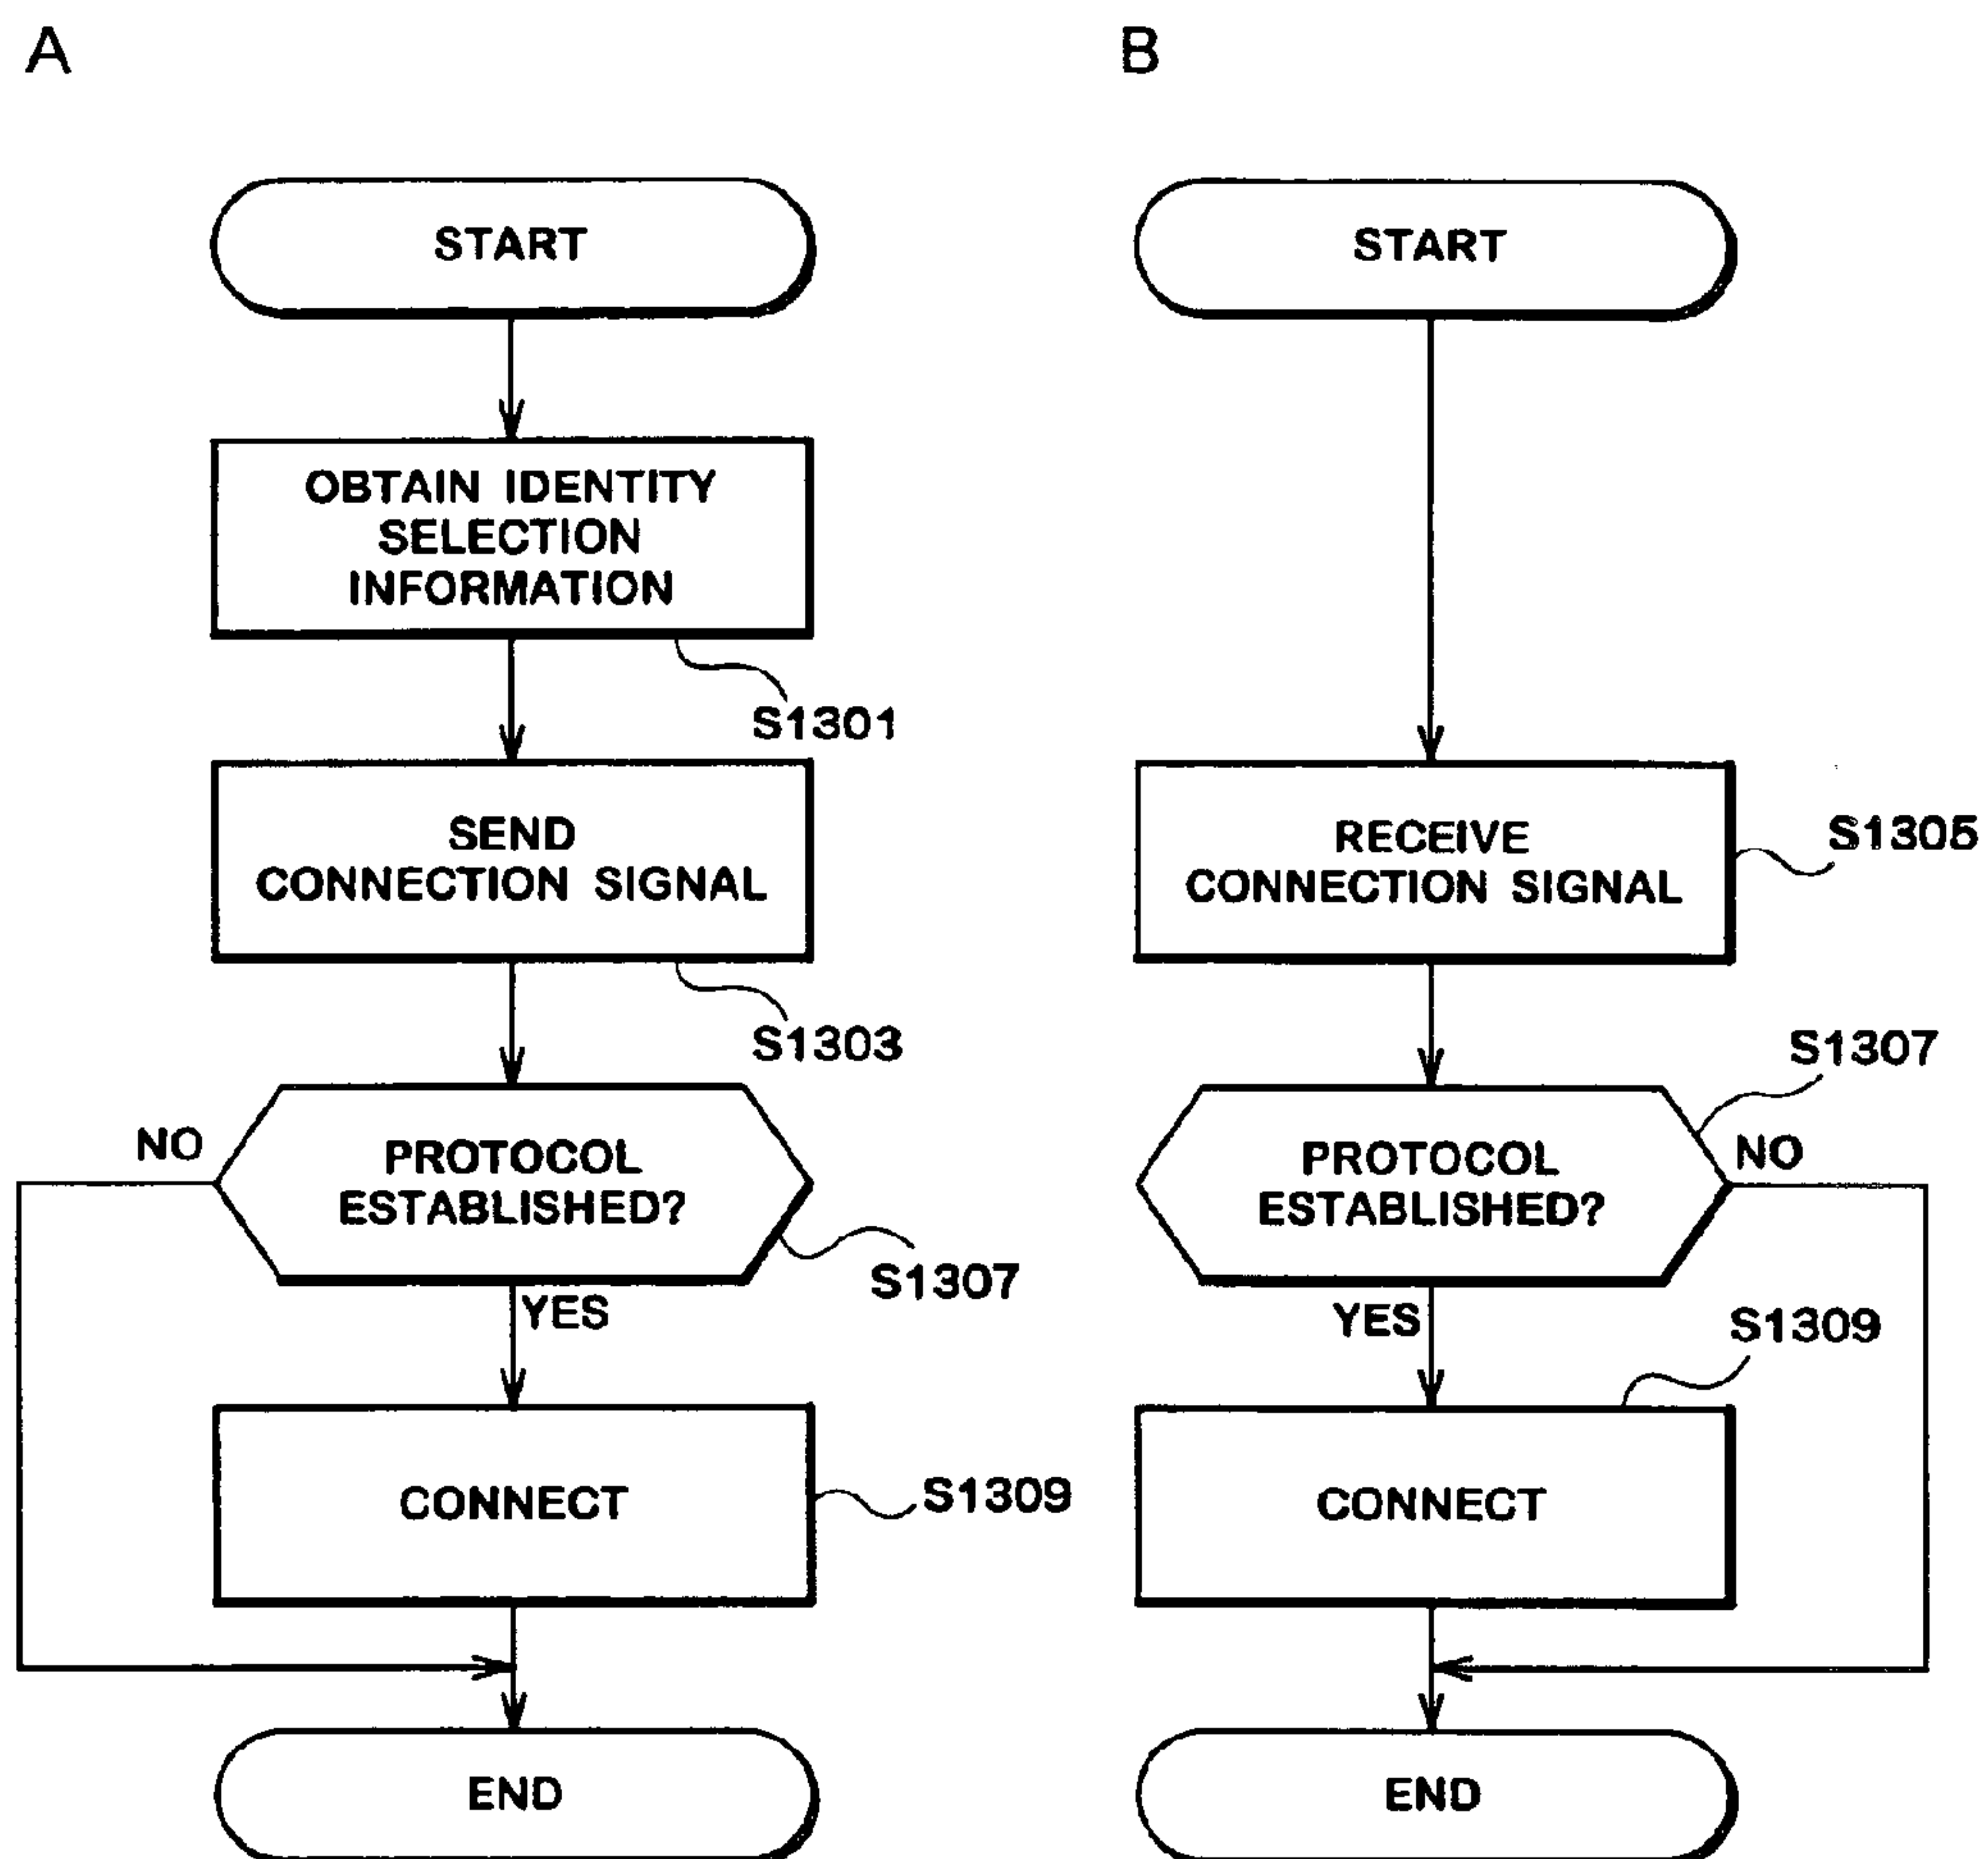 A
START
OBTAIN IDENTITY
SELECTION
INFORMATION
S1301
SEND
CONNECTION SIGNAL
S1303
PROTOCOL
ESTABLISHED?
NO
S1307
YES
CONNECT
S1309
END
B
START
RECEIVE
CONNECTION SIGNAL
S1305
S1307
PROTOCOL
ESTABLISHED?
NO
YES
S1309
CONNECT
END